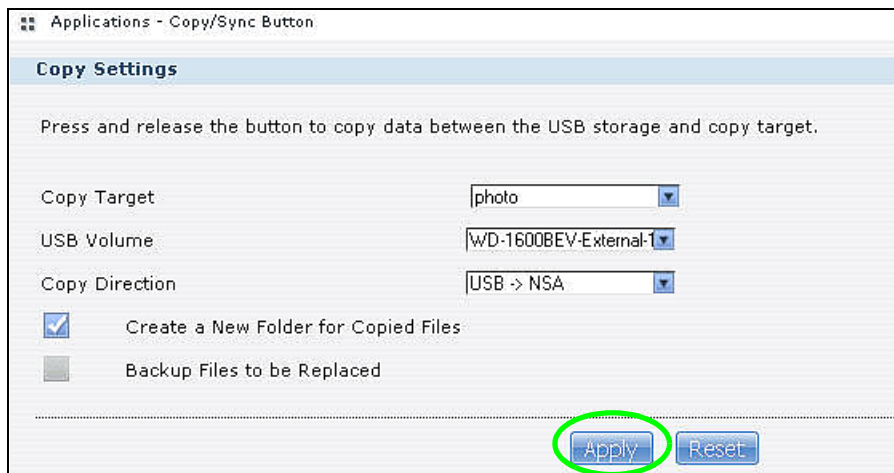 Applications - Copy/Sync Button
Copy Settings
Press and release the button to copy data between the USB storage and copy target.
Copy Target photo
USB Volume WD-1600BEV-External-1
Copy Direction USB -> NSA
Create a New Folder for Copied Files
Backup Files to be Replaced
Apply Reset